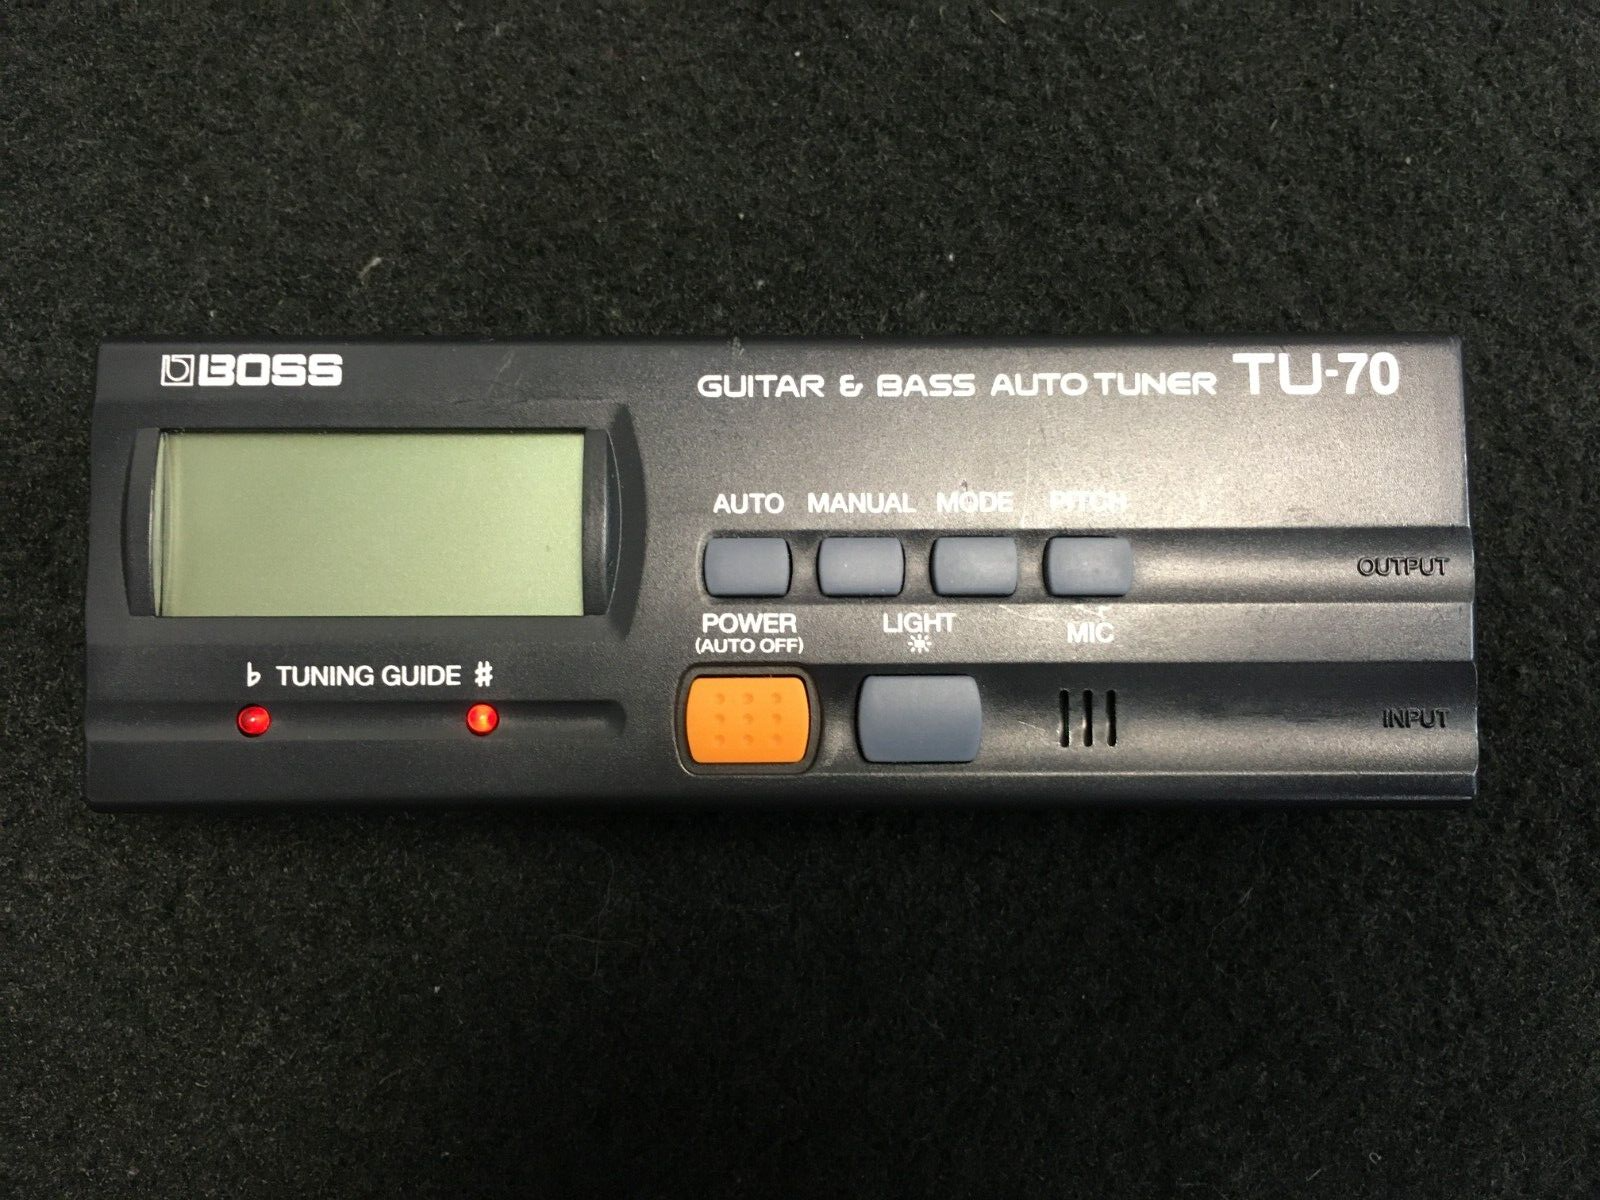 BOSS
GUITAR & BASS AUTO TUNER TU-70
AUTO MANUAL MODE PITCH
OUTPUT
POWER LIGHT MIC
(AUTO OFF)
♭ TUNING GUIDE ♯
INPUT